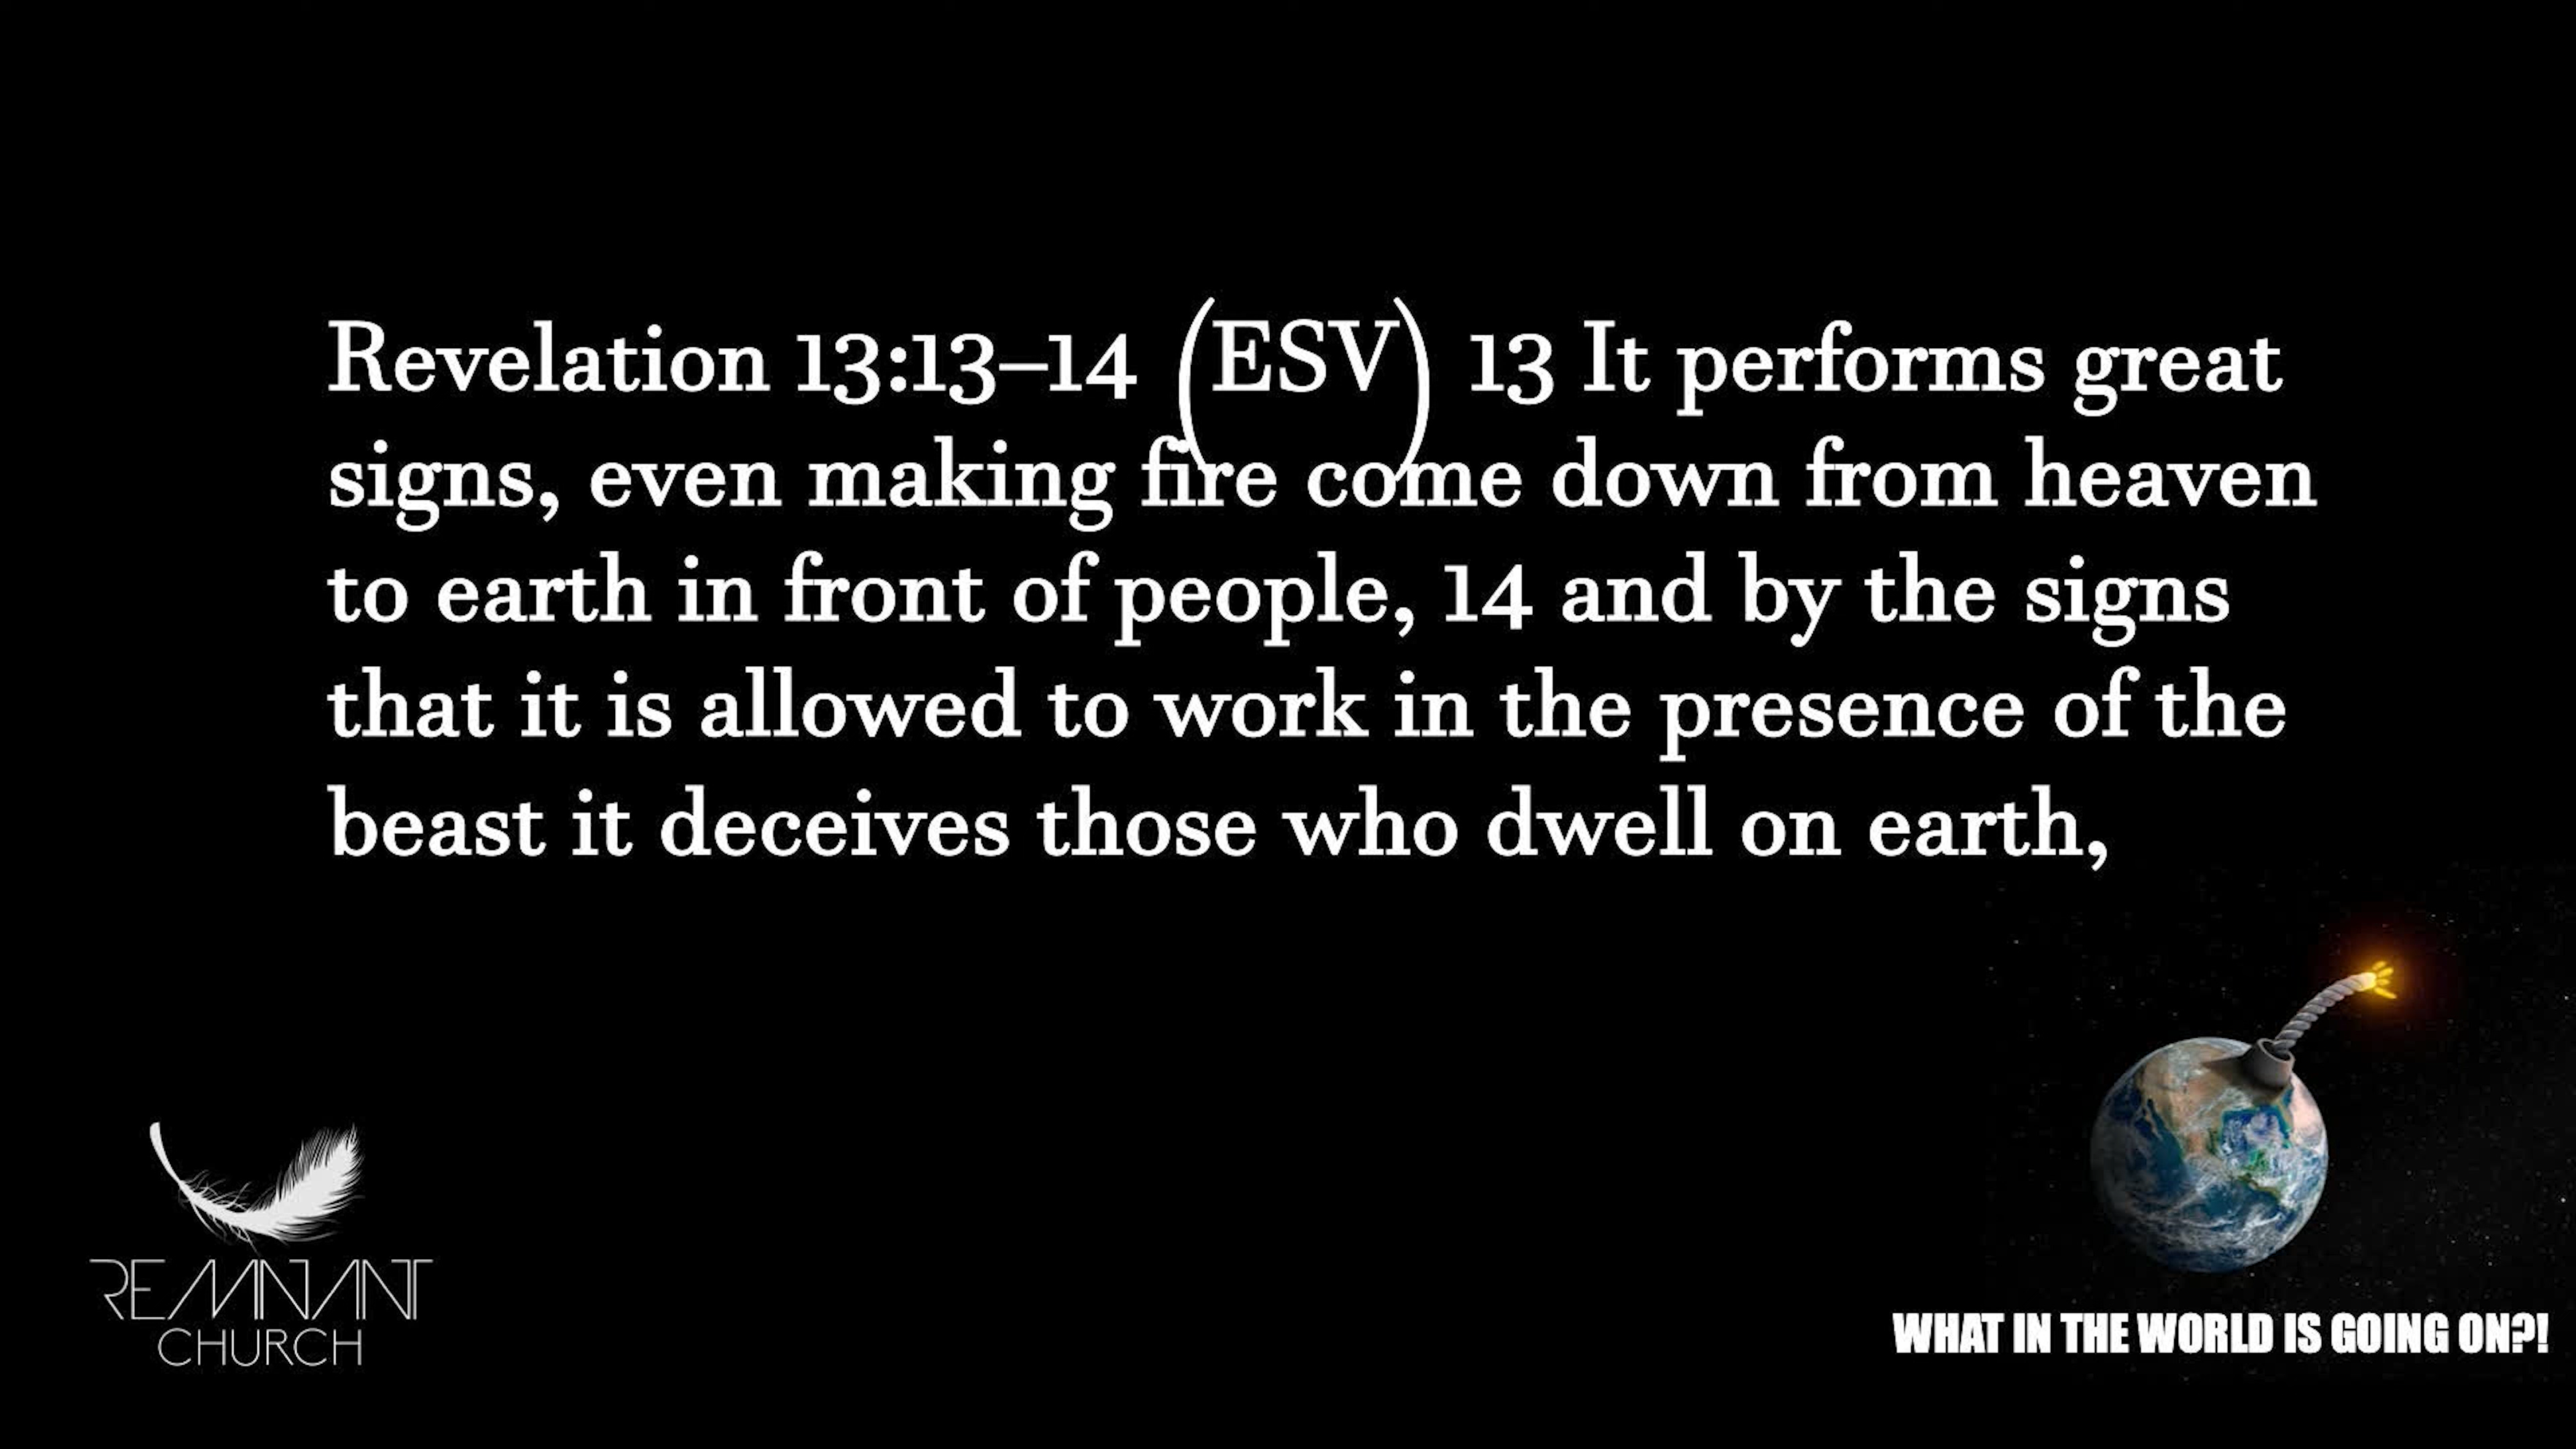 Revelation 13:13–14 (ESV) 13 It performs great
signs, even making fire come down from heaven
to earth in front of people, 14 and by the signs
that it is allowed to work in the presence of the
beast it deceives those who dwell on earth,
REMNANT
CHURCH
WHAT IN THE WORLD IS GOING ON?!